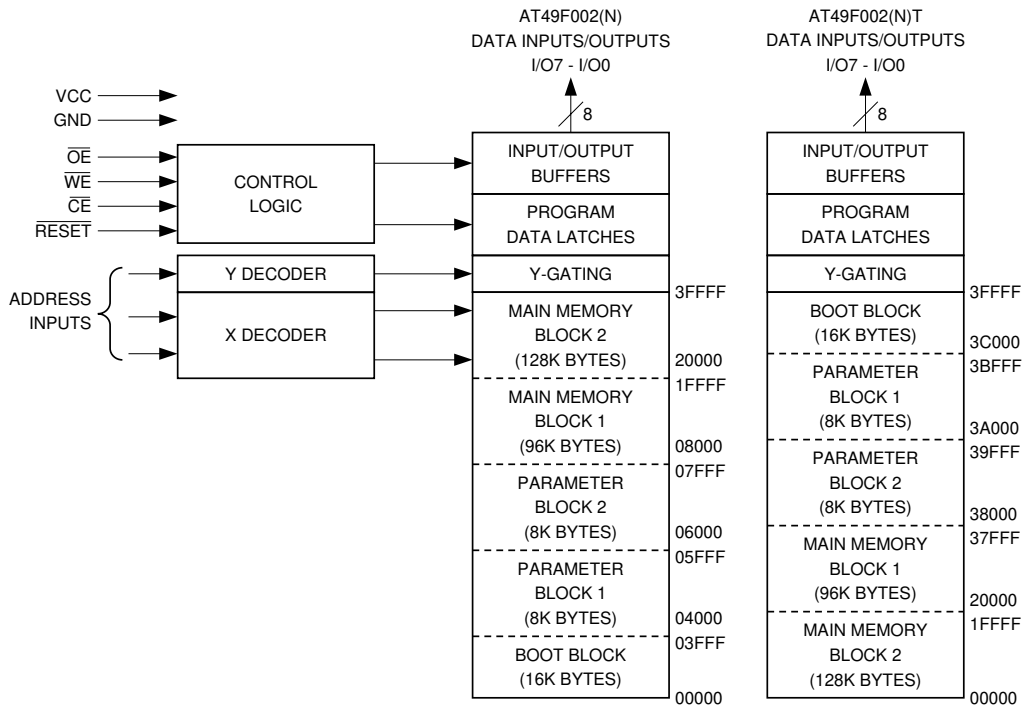 AT49F002(N)
DATA INPUTS/OUTPUTS
I/O7 - I/O0
8
AT49F002(N)T
DATA INPUTS/OUTPUTS
I/O7 - I/O0
8
VCC
GND
OE
WE
CE
RESET
CONTROL
LOGIC
ADDRESS
INPUTS
Y DECODER
X DECODER
INPUT/OUTPUT
BUFFERS
PROGRAM
DATA LATCHES
Y-GATING
3FFFF
MAIN MEMORY
BLOCK 2
(128K BYTES)
20000
1FFFF
MAIN MEMORY
BLOCK 1
(96K BYTES)
08000
07FFF
PARAMETER
BLOCK 2
(8K BYTES)
06000
05FFF
PARAMETER
BLOCK 1
(8K BYTES)
04000
03FFF
BOOT BLOCK
(16K BYTES)
00000
INPUT/OUTPUT
BUFFERS
PROGRAM
DATA LATCHES
Y-GATING
3FFFF
BOOT BLOCK
(16K BYTES)
3C000
3BFFF
PARAMETER
BLOCK 1
(8K BYTES)
3A000
39FFF
PARAMETER
BLOCK 2
(8K BYTES)
38000
37FFF
MAIN MEMORY
BLOCK 1
(96K BYTES)
20000
1FFFF
MAIN MEMORY
BLOCK 2
(128K BYTES)
00000